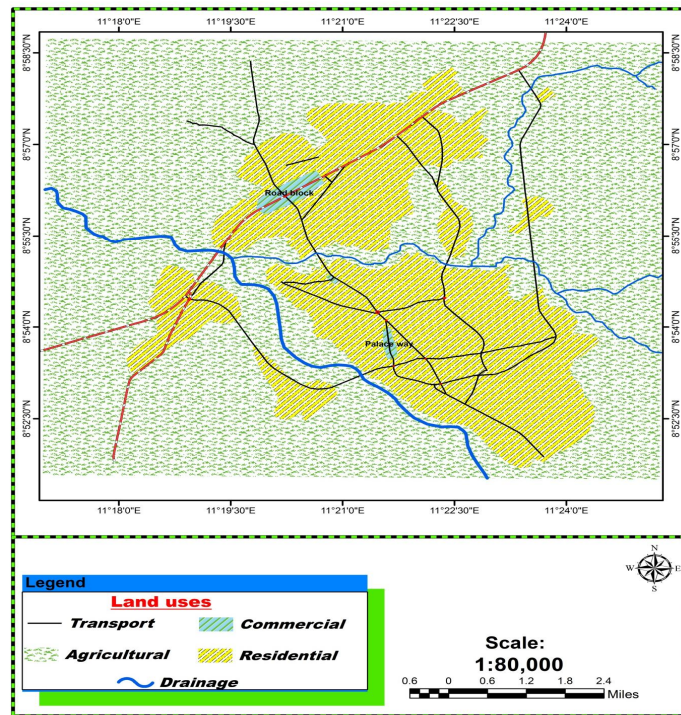 11°18'0"E 11°19'30"E 11°21'0"E 11°22'30"E 11°24'0"E
8°58'30"N 8°58'30"N
8°57'0"N 8°57'0"N
Road block
8°55'30"N 8°55'30"N
8°54'0"N 8°54'0"N
Palace way
8°52'30"N 8°52'30"N
11°18'0"E 11°19'30"E 11°21'0"E 11°22'30"E 11°24'0"E
N
W E
S
Legend
Land uses
Transport Commercial
Agricultural Residential
Drainage
Scale:
1:80,000
0.6 0 0.6 1.2 1.8 2.4
Miles